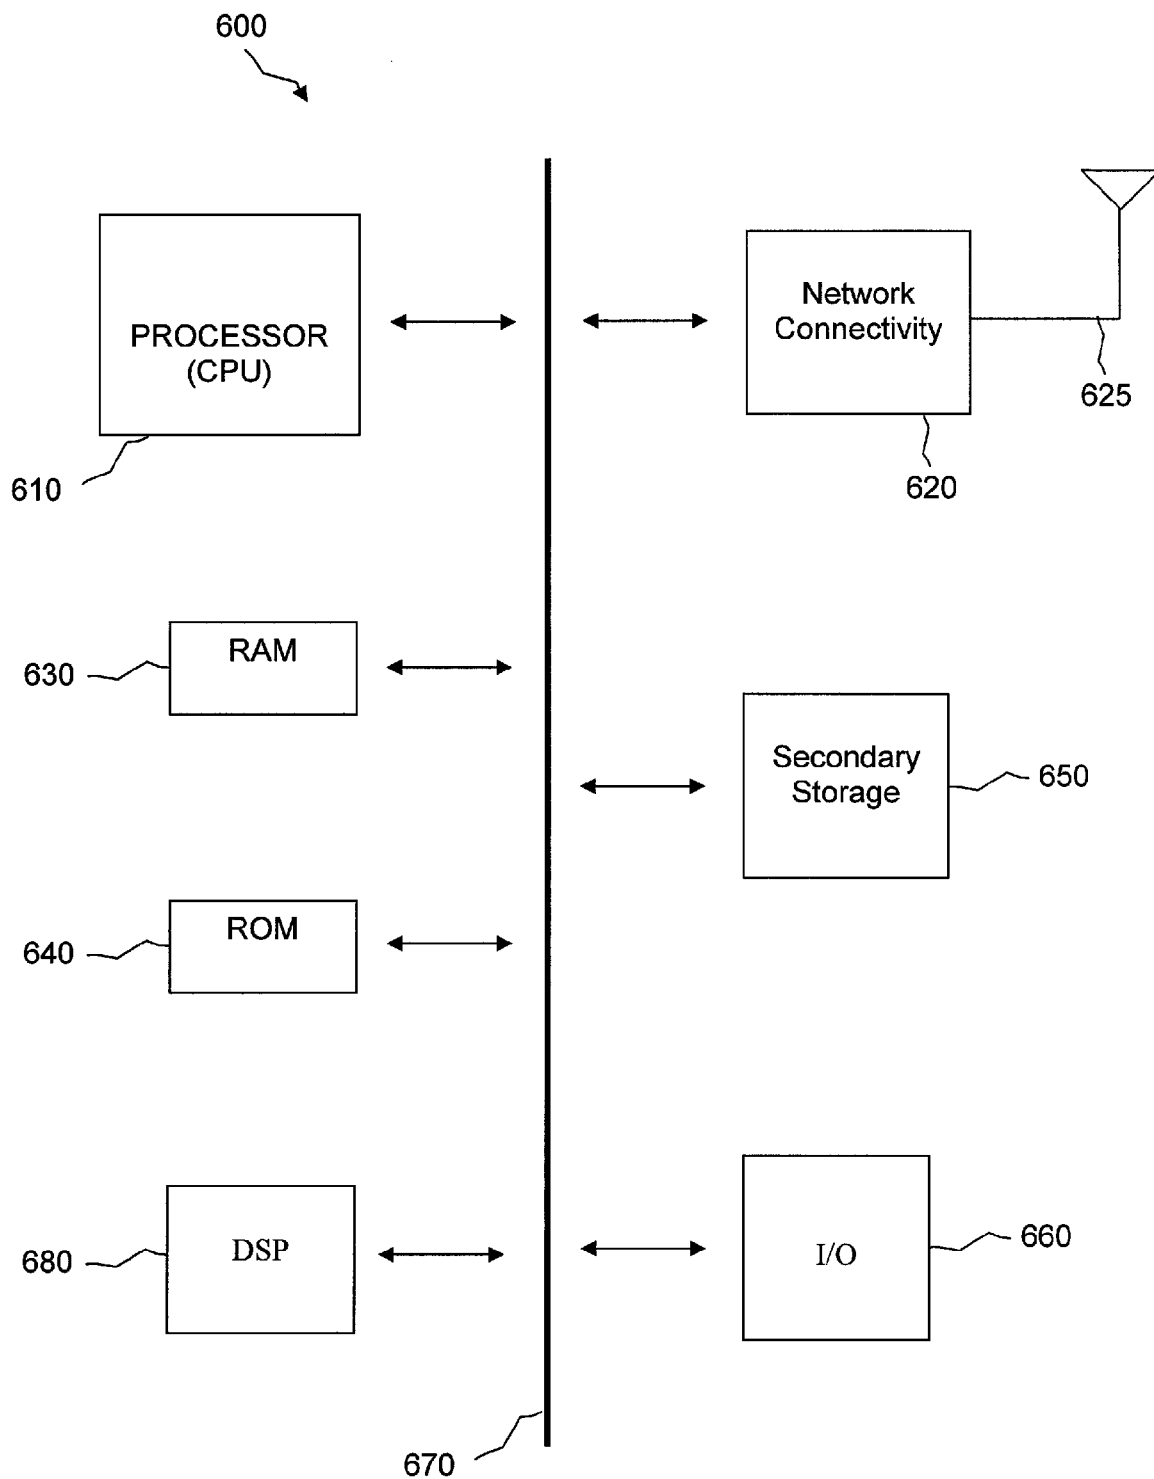 600
PROCESSOR
(CPU)
610
Network
Connectivity
625
620
RAM
630
Secondary
Storage
650
ROM
640
DSP
680
I/O
660
670